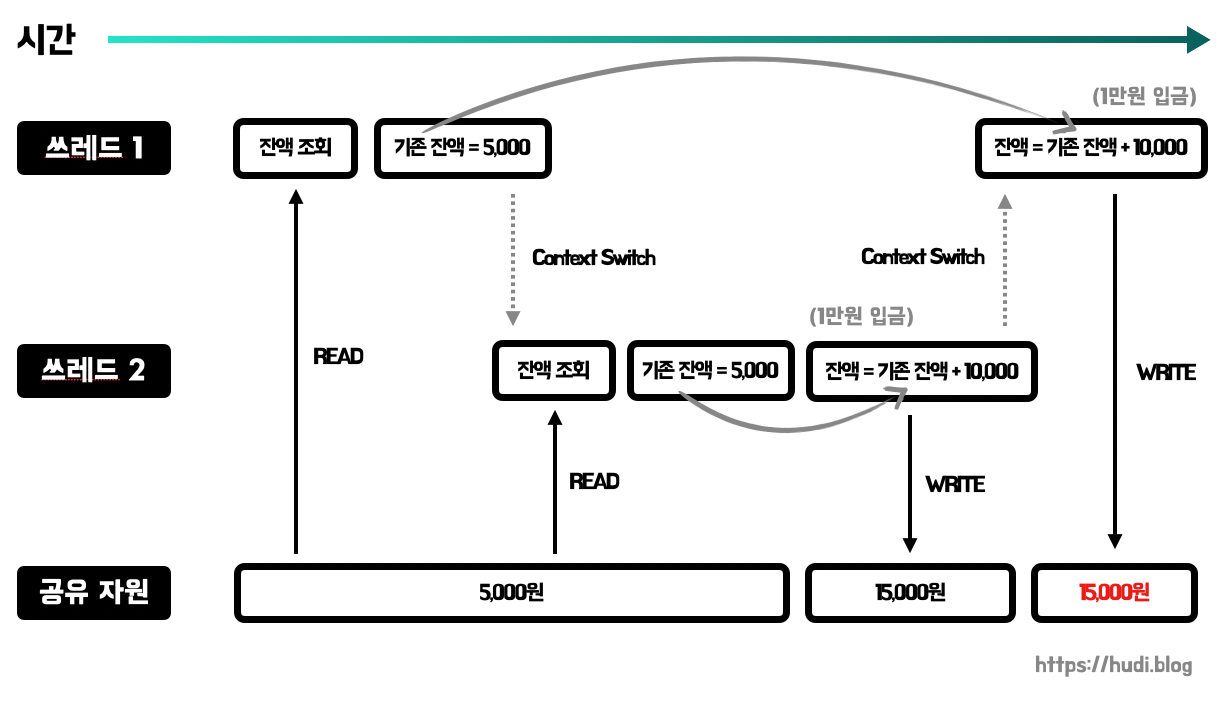 시간
(1만원 입금)
쓰레드 1
잔액 조회
기존 잔액 = 5,000
잔액 = 기존 잔액 + 10,000
Context Switch
Context Switch
(1만원 입금)
READ
쓰레드 2
잔액 조회
기존 잔액 = 5,000
잔액 = 기존 잔액 + 10,000
WRITE
READ
WRITE
공유 자원
5,000원
15,000원
15,000원
https://hudi.blog